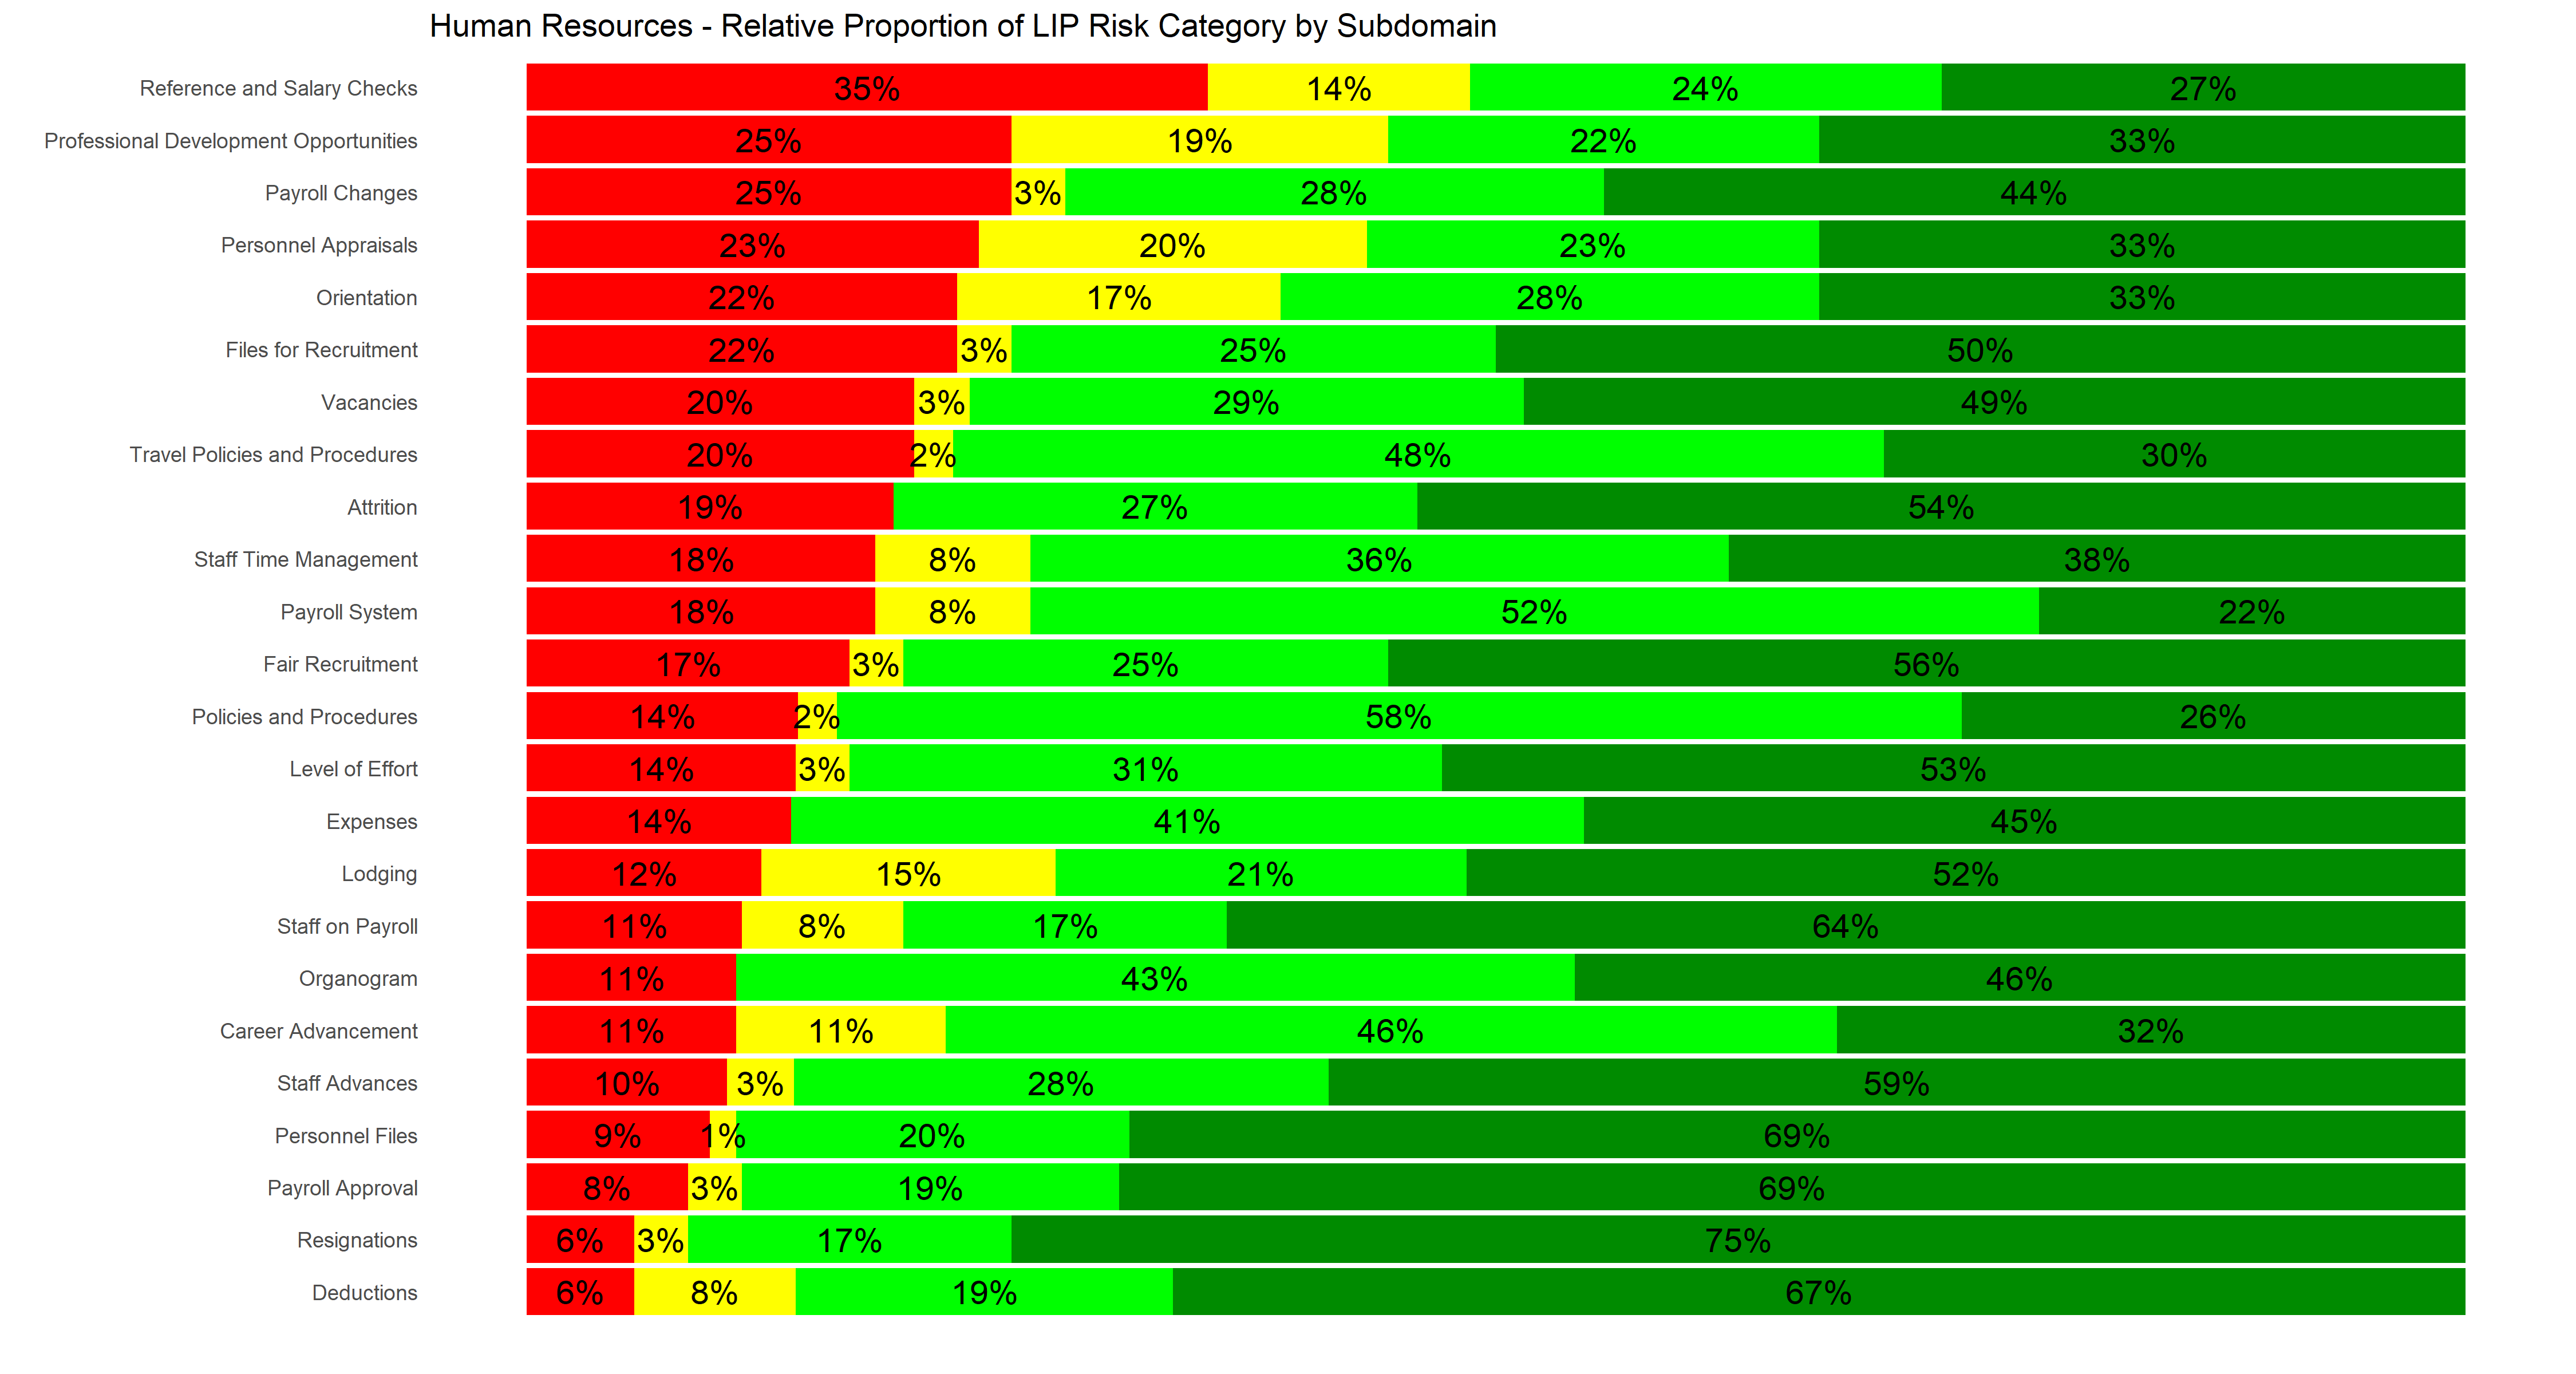 Human Resources - Relative Proportion of LIP Risk Category by Subdomain
Reference and Salary Checks 35% 14% 24% 27%
Professional Development Opportunities 25% 19% 22% 33%
Payroll Changes 25% 3% 28% 44%
Personnel Appraisals 23% 20% 23% 33%
Orientation 22% 17% 28% 33%
Files for Recruitment 22% 3% 25% 50%
Vacancies 20% 3% 29% 49%
Travel Policies and Procedures 20% 2% 48% 30%
Attrition 19% 27% 54%
Staff Time Management 18% 8% 36% 38%
Payroll System 18% 8% 52% 22%
Fair Recruitment 17% 3% 25% 56%
Policies and Procedures 14% 2% 58% 26%
Level of Effort 14% 3% 31% 53%
Expenses 14% 41% 45%
Lodging 12% 15% 21% 52%
Staff on Payroll 11% 8% 17% 64%
Organogram 11% 43% 46%
Career Advancement 11% 11% 46% 32%
Staff Advances 10% 3% 28% 59%
Personnel Files 9% 1% 20% 69%
Payroll Approval 8% 3% 19% 69%
Resignations 6% 3% 17% 75%
Deductions 6% 8% 19% 67%